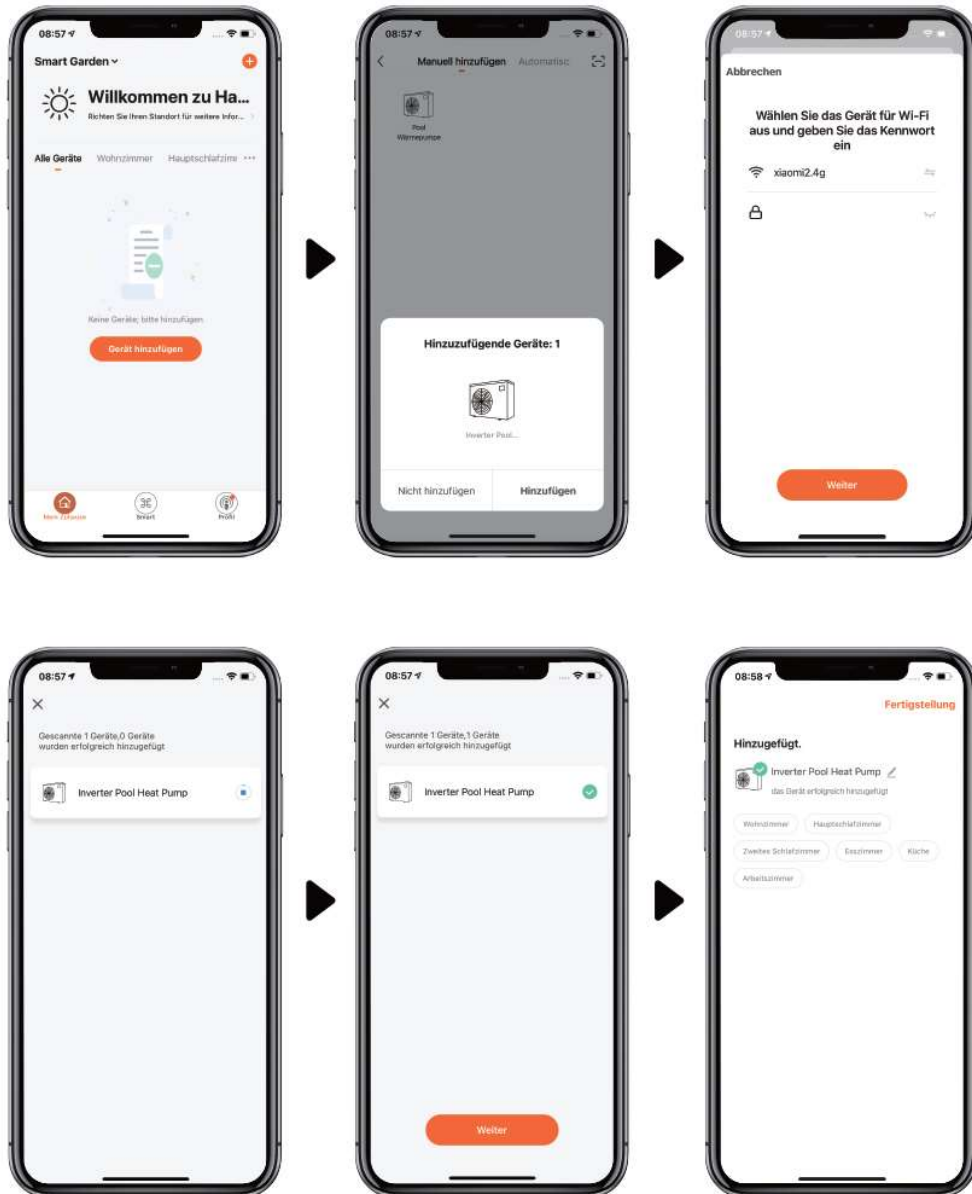 08:57
Smart Garden
Willkommen zu Ha...
Richten Sie Ihren Standort für weitere Infor...
Alle Geräte Wohnzimmer Hauptschlafzime ...
Keine Geräte, bitte hinzufügen
Gerät hinzufügen
Mein Zuhause Smart Profil
08:57
Manuell hinzufügen Automatisc
Pool
Wärmepumpe
Hinzuzufügende Geräte: 1
Inverter Pool...
Nicht hinzufügen Hinzufügen
08:57
Abbrechen
Wählen Sie das Gerät für Wi-Fi
aus und geben Sie das Kennwort
ein
xiaomi2.4g
Weiter
08:57
Gescannte 1 Geräte,0 Geräte
wurden erfolgreich hinzugefügt
Inverter Pool Heat Pump
08:57
Gescannte 1 Geräte,1 Geräte
wurden erfolgreich hinzugefügt
Inverter Pool Heat Pump
Weiter
08:58
Fertigstellung
Hinzugefügt.
Inverter Pool Heat Pump
das Gerät erfolgreich hinzugefügt
Wohnzimmer Hauptschlafzimmer
Zweites Schlafzimmer Esszimmer Küche
Arbeitszimmer